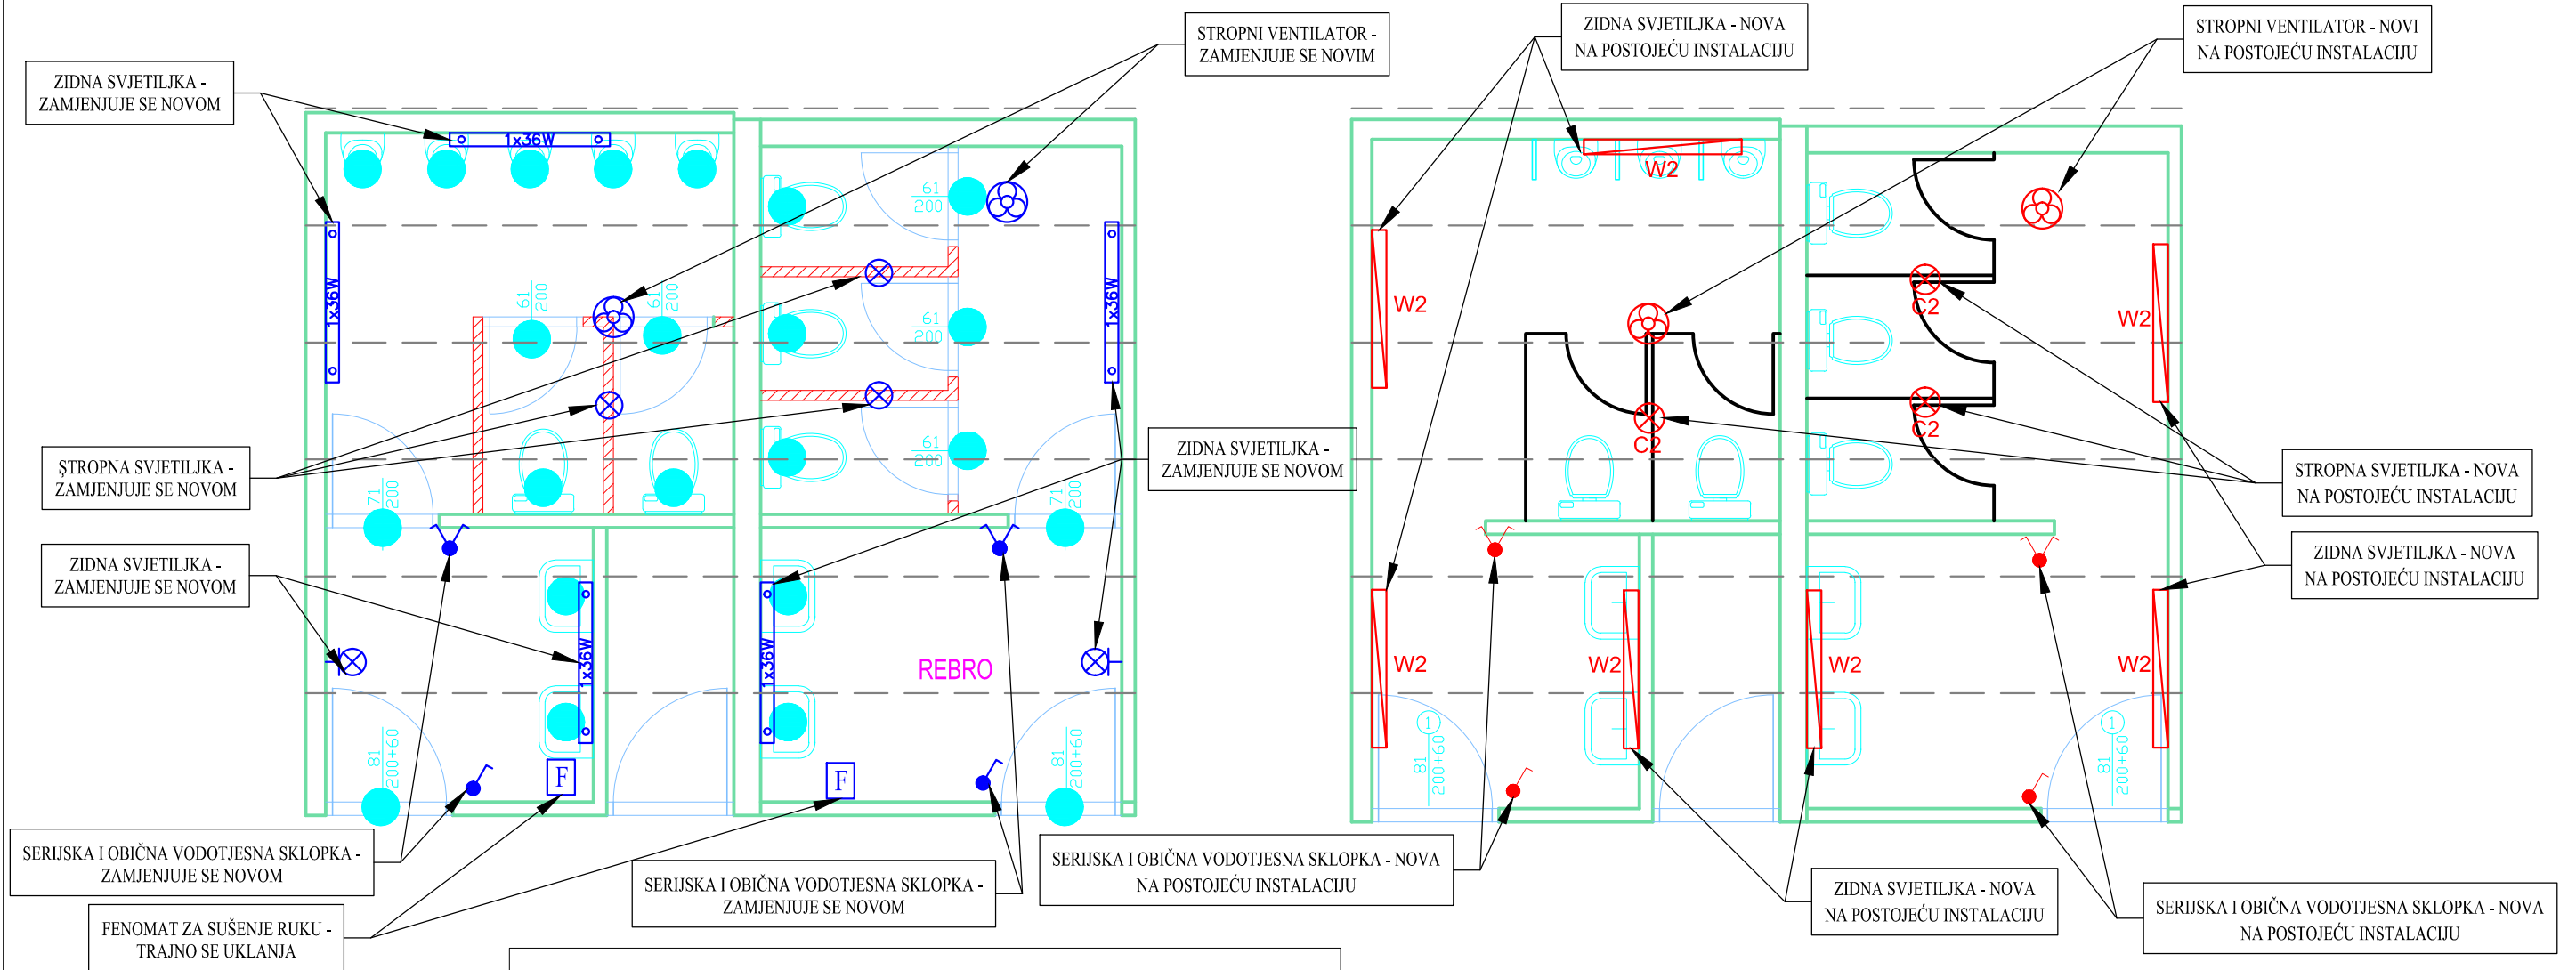 ZIDNA SVJETILJKA -
ZAMJENJUJE SE NOVOM
STROPNI VENTILATOR -
ZAMJENJUJE SE NOVIM
ZIDNA SVJETILJKA - NOVA
NA POSTOJEĆU INSTALACIJU
STROPNI VENTILATOR - NOVI
NA POSTOJEĆU INSTALACIJU
1x36W
1x36W
1x36W
61
200
61
200
61
200
61
200
61
200
W2
W2
W2
C2
C2
C2
STROPNA SVJETILJKA -
ZAMJENJUJE SE NOVOM
71
200
71
200
ZIDNA SVJETILJKA -
ZAMJENJUJE SE NOVOM
STROPNA SVJETILJKA - NOVA
NA POSTOJEĆU INSTALACIJU
ZIDNA SVJETILJKA -
ZAMJENJUJE SE NOVOM
ZIDNA SVJETILJKA - NOVA
NA POSTOJEĆU INSTALACIJU
1x36W
1x36W
REBRO
W2
W2
W2
W2
81
200+60
F
F
81
200+60
1
81
200+60
1
81
200+60
SERIJSKA I OBIČNA VODOTJESNA SKLOPKA -
ZAMJENJUJE SE NOVOM
SERIJSKA I OBIČNA VODOTJESNA SKLOPKA -
ZAMJENJUJE SE NOVOM
SERIJSKA I OBIČNA VODOTJESNA SKLOPKA - NOVA
NA POSTOJEĆU INSTALACIJU
ZIDNA SVJETILJKA - NOVA
NA POSTOJEĆU INSTALACIJU
SERIJSKA I OBIČNA VODOTJESNA SKLOPKA - NOVA
NA POSTOJEĆU INSTALACIJU
FENOMAT ZA SUŠENJE RUKU -
TRAJNO SE UKLANJA